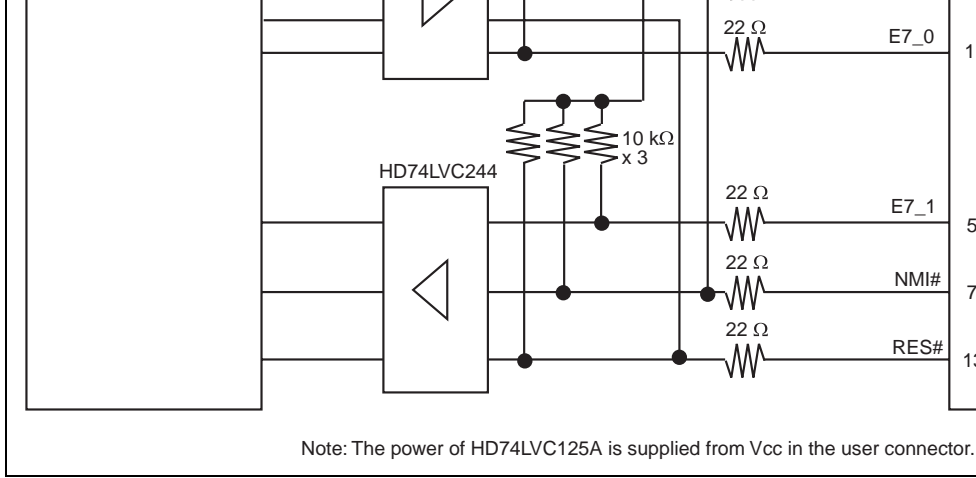 22 Ω
E7_0
1
10 kΩ
x 3
HD74LVC244
22 Ω
E7_1
5
22 Ω
NMI#
7
22 Ω
RES#
13
Note: The power of HD74LVC125A is supplied from Vcc in the user connector.